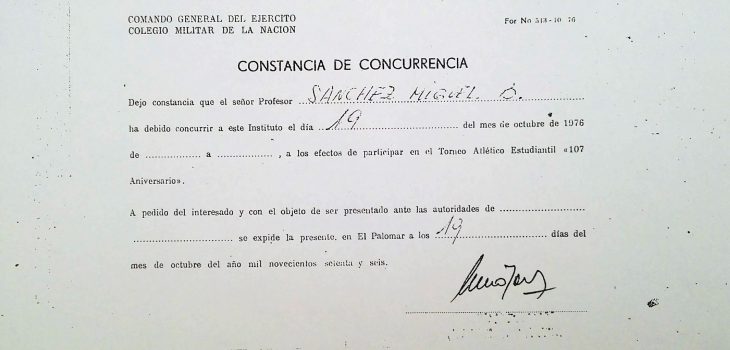 COMANDO GENERAL DEL EJERCITO
COLEGIO MILITAR DE LA NACION
For No 513-10 76
CONSTANCIA DE CONCURRENCIA
Dejo constancia que el señor Profesor SANCHEZ MIGUEL O.
ha debido concurrir a este Instituto el día 19 del mes de octubre de 1976
de ................ a ................, a los efectos de participar en el Torneo Atlético Estudiantil «107
Aniversario».
A pedido del interesado y con el objeto de ser presentado ante las autoridades de ................
................ se expide la presente, en El Palomar a los 19 ................ días del
mes de octubre del año mil novecientos setenta y seis.